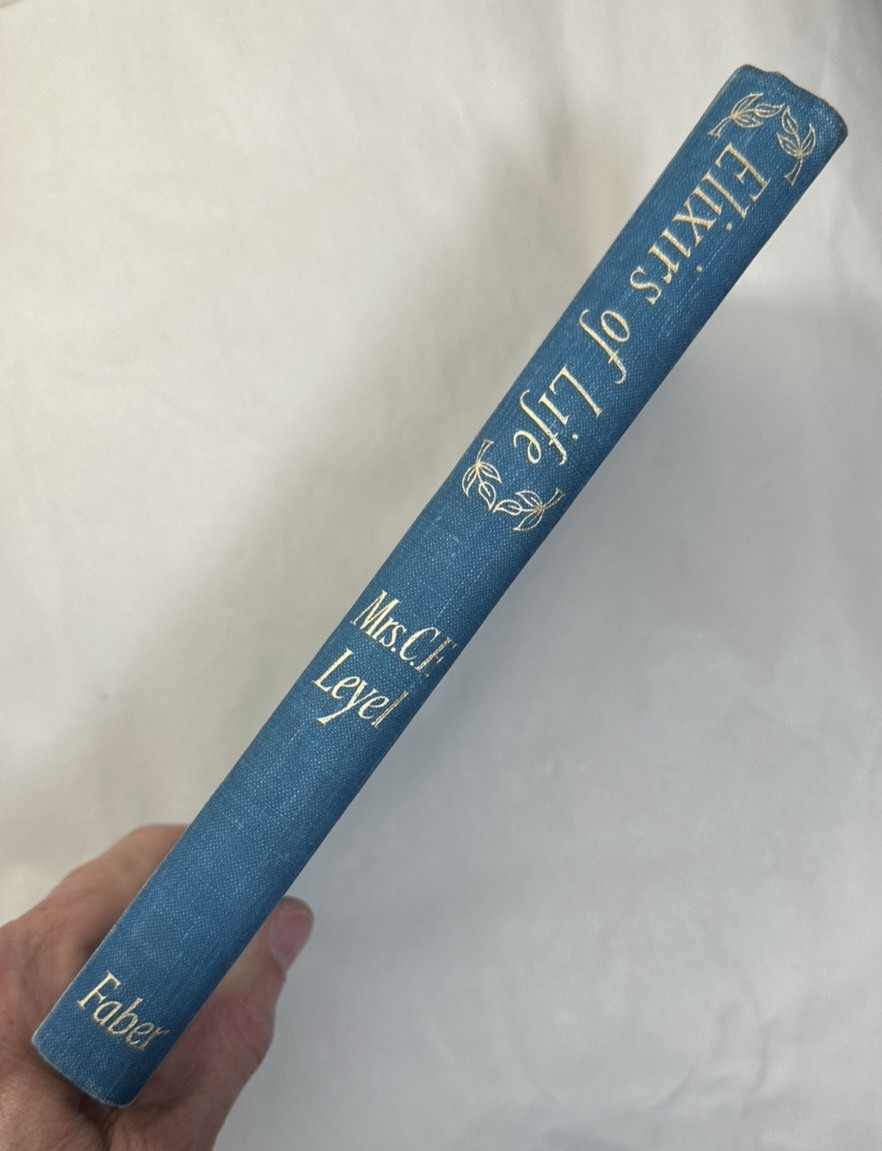 Elixirs of Life
Mrs. C.F.
Leyel
Faber